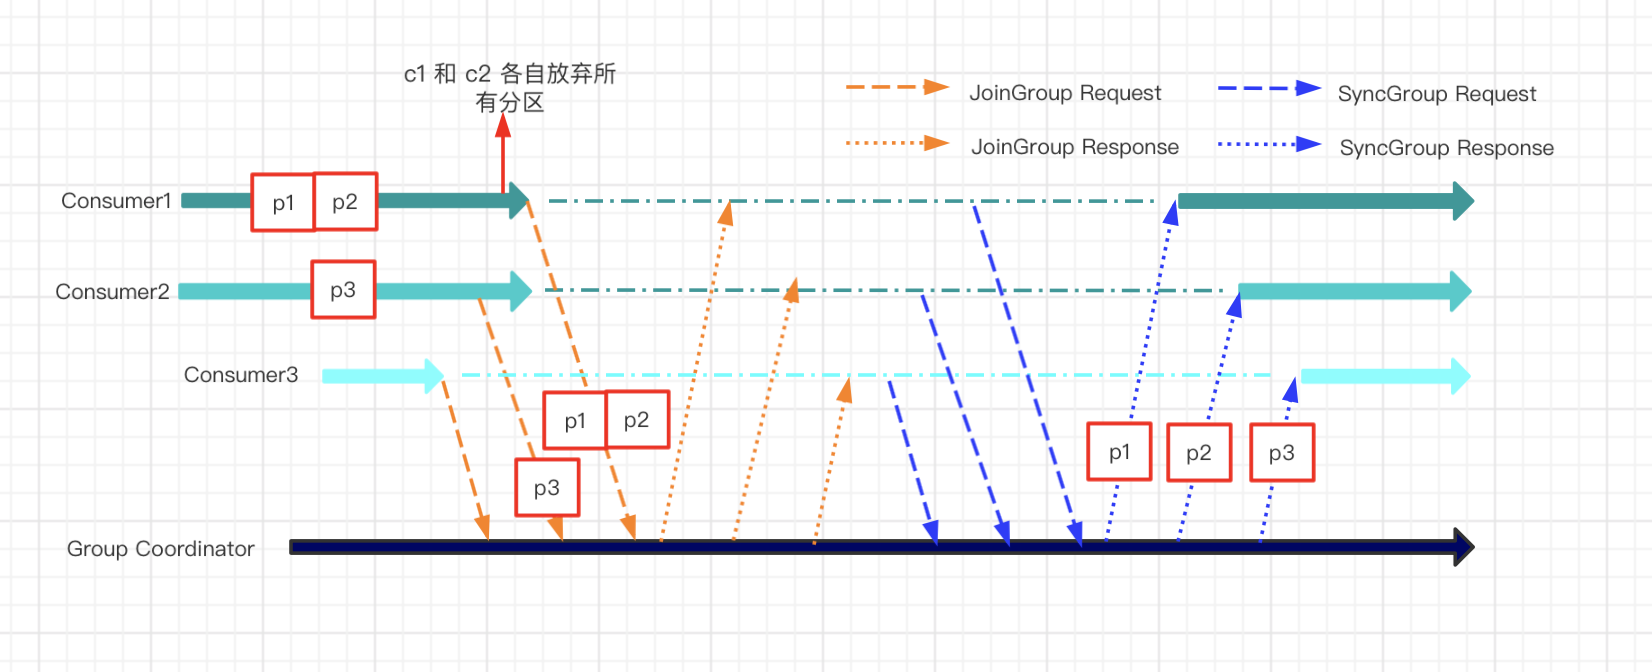 c1 和 c2 各自放弃所
有分区
JoinGroup Request
SyncGroup Request
JoinGroup Response
SyncGroup Response
Consumer1
p1
p2
Consumer2
p3
Consumer3
p1
p2
p3
p1
p2
p3
Group Coordinator